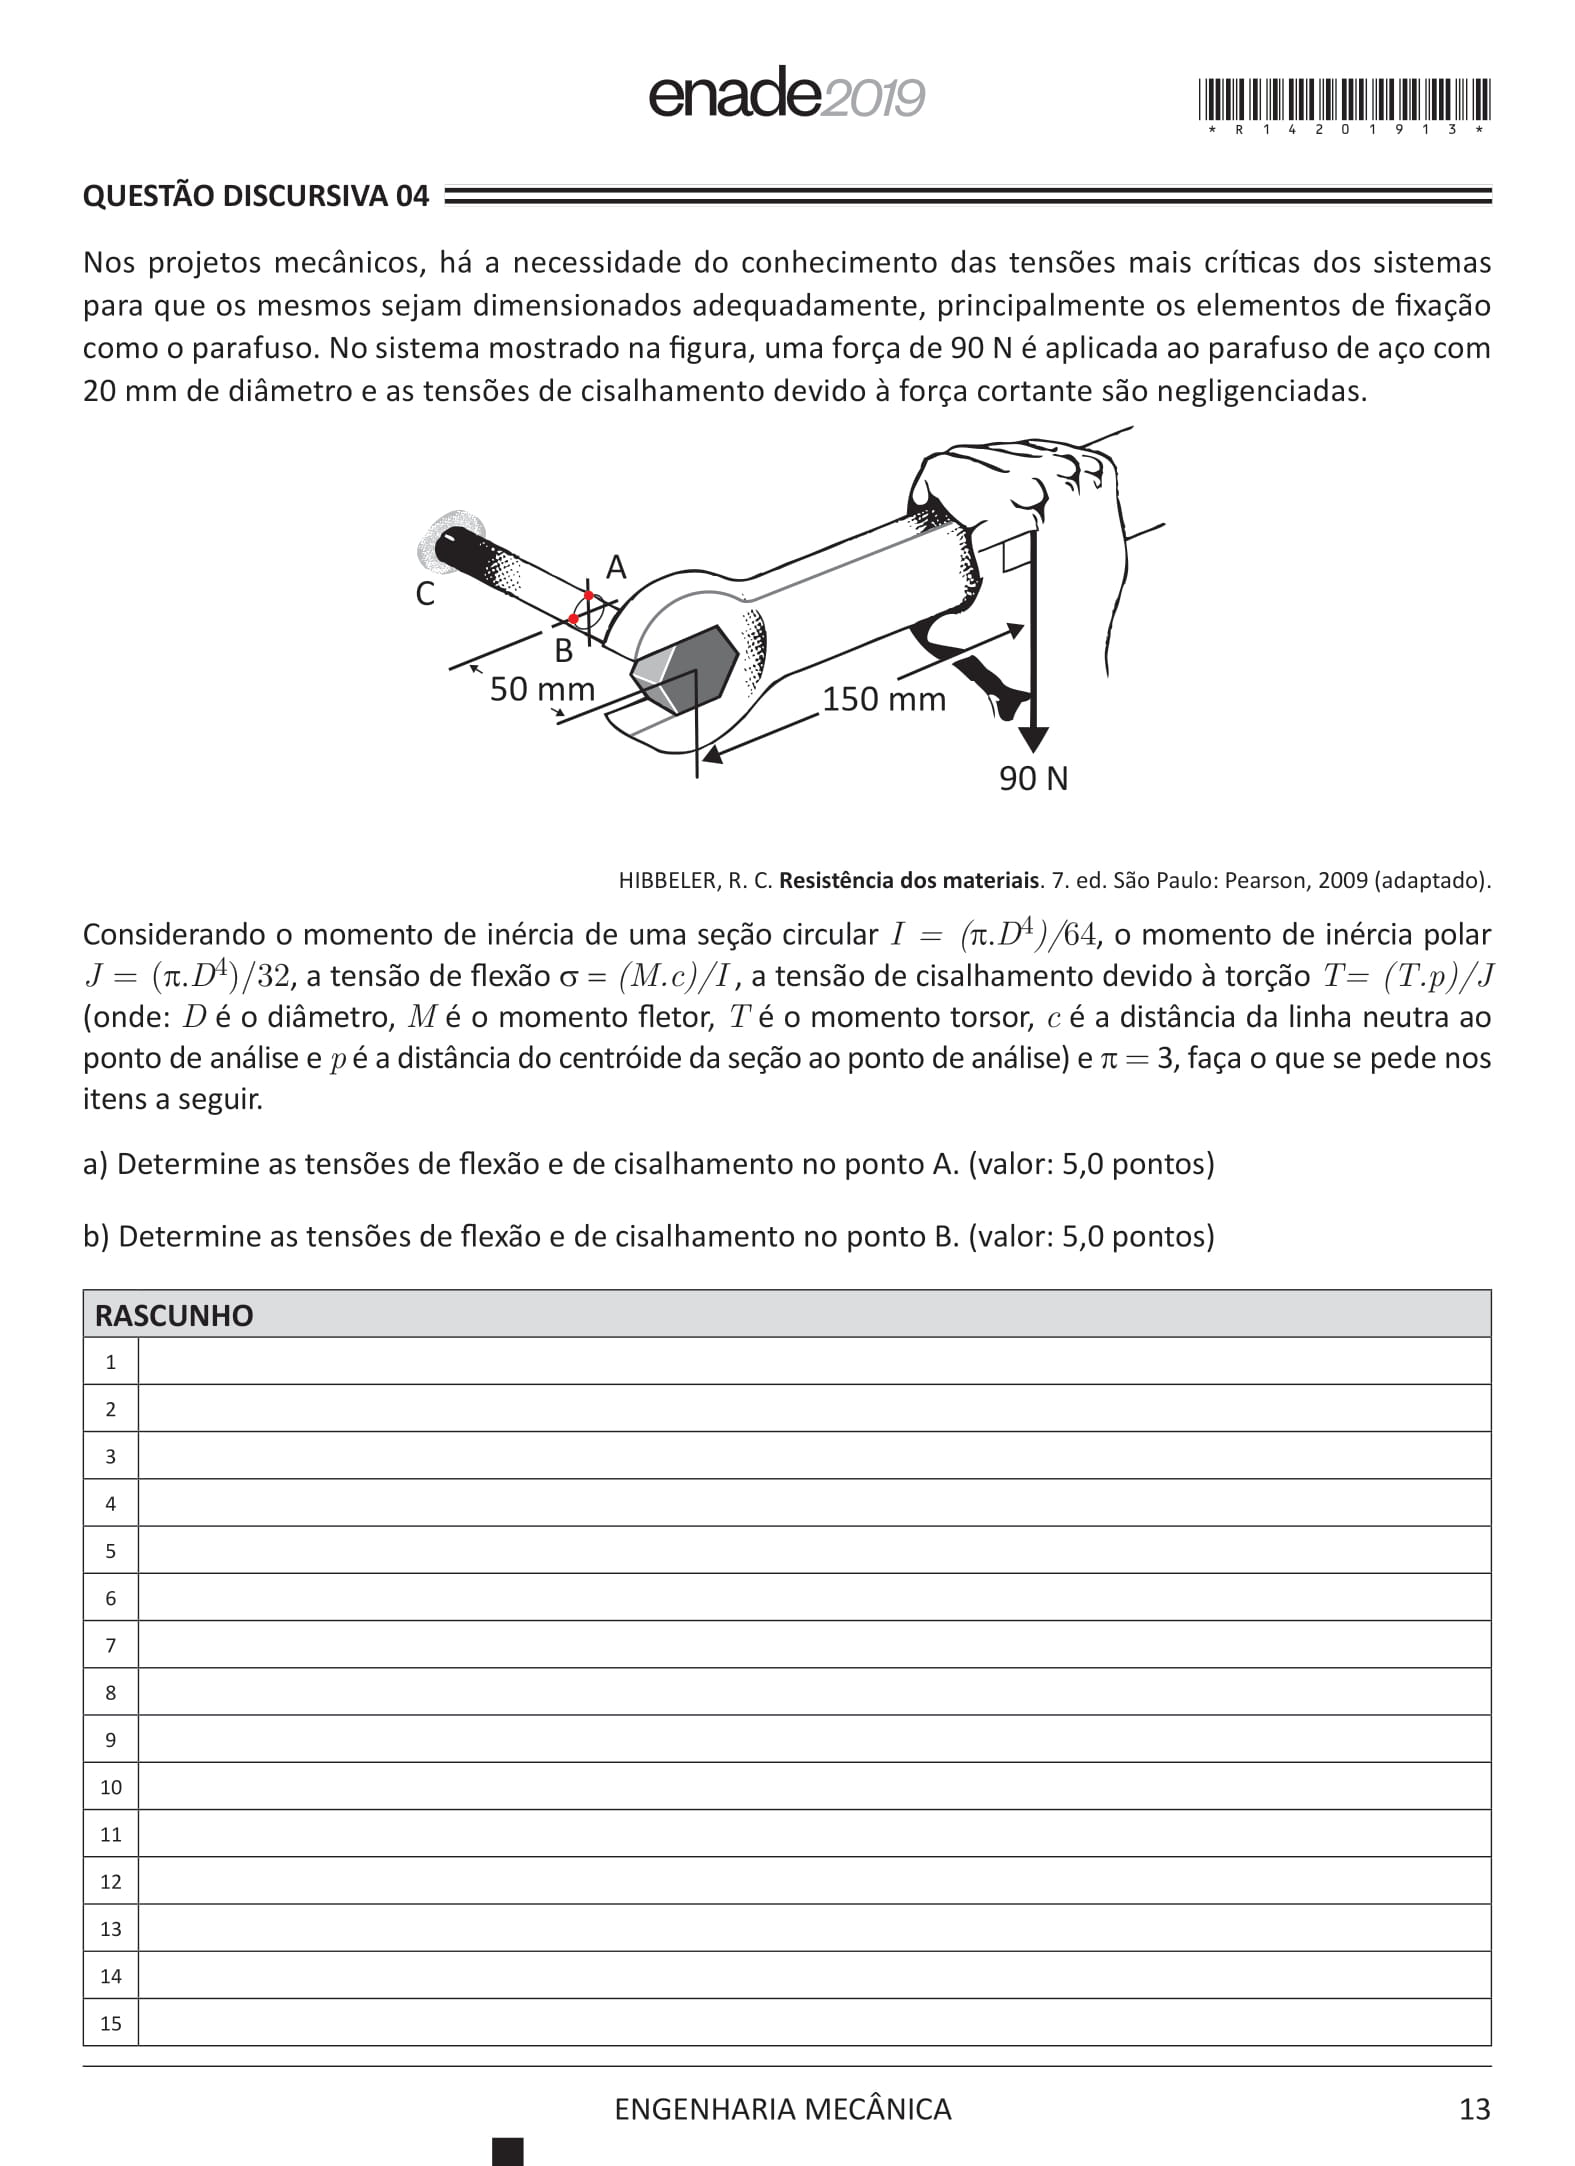 enade2019
* R 1 4 2 0 1 9 1 3 *
QUESTÃO DISCURSIVA 04
Nos projetos mecânicos, há a necessidade do conhecimento das tensões mais críticas dos sistemas
para que os mesmos sejam dimensionados adequadamente, principalmente os elementos de fixação
como o parafuso. No sistema mostrado na figura, uma força de 90 N é aplicada ao parafuso de aço com
20 mm de diâmetro e as tensões de cisalhamento devido à força cortante são negligenciadas.
A
C
B
50 mm
150 mm
90 N
HIBBELER, R. C. Resistência dos materiais. 7. ed. São Paulo: Pearson, 2009 (adaptado).
Considerando o momento de inércia de uma seção circular I = (π.D⁴)/64, o momento de inércia polar
J = (π.D⁴)/32, a tensão de flexão σ = (M.c)/I, a tensão de cisalhamento devido à torção T= (T.p)/J
(onde: D é o diâmetro, M é o momento fletor, T é o momento torsor, c é a distância da linha neutra ao
ponto de análise e p é a distância do centróide da seção ao ponto de análise) e π = 3, faça o que se pede nos
itens a seguir.
a) Determine as tensões de flexão e de cisalhamento no ponto A. (valor: 5,0 pontos)
b) Determine as tensões de flexão e de cisalhamento no ponto B. (valor: 5,0 pontos)
RASCUNHO
1
2
3
4
5
6
7
8
9
10
11
12
13
14
15
ENGENHARIA MECÂNICA
13